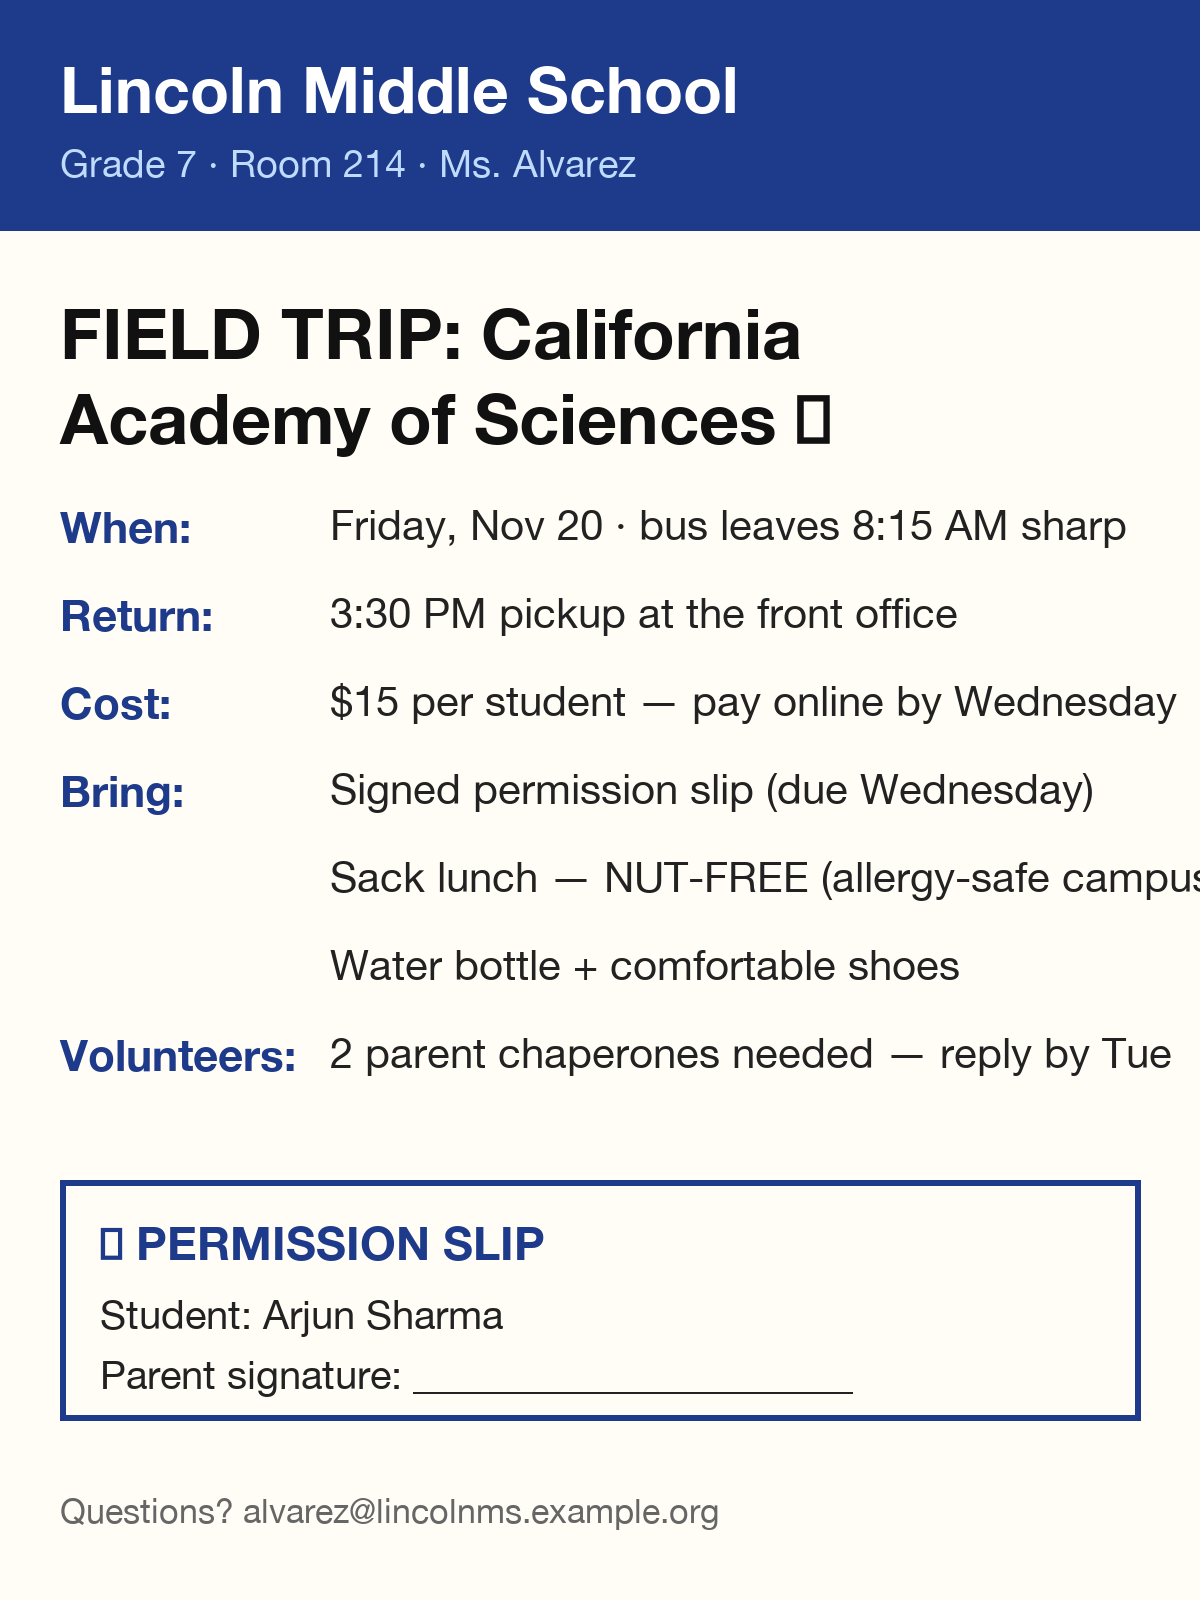 Lincoln Middle School
Grade 7 · Room 214 · Ms. Alvarez
FIELD TRIP: California
Academy of Sciences
When: Friday, Nov 20 · bus leaves 8:15 AM sharp
Return: 3:30 PM pickup at the front office
Cost: $15 per student — pay online by Wednesday
Bring: Signed permission slip (due Wednesday)
Sack lunch — NUT-FREE (allergy-safe campus
Water bottle + comfortable shoes
Volunteers: 2 parent chaperones needed — reply by Tue
PERMISSION SLIP
Student: Arjun Sharma
Parent signature: ______________________
Questions? alvarez@lincolnms.example.org